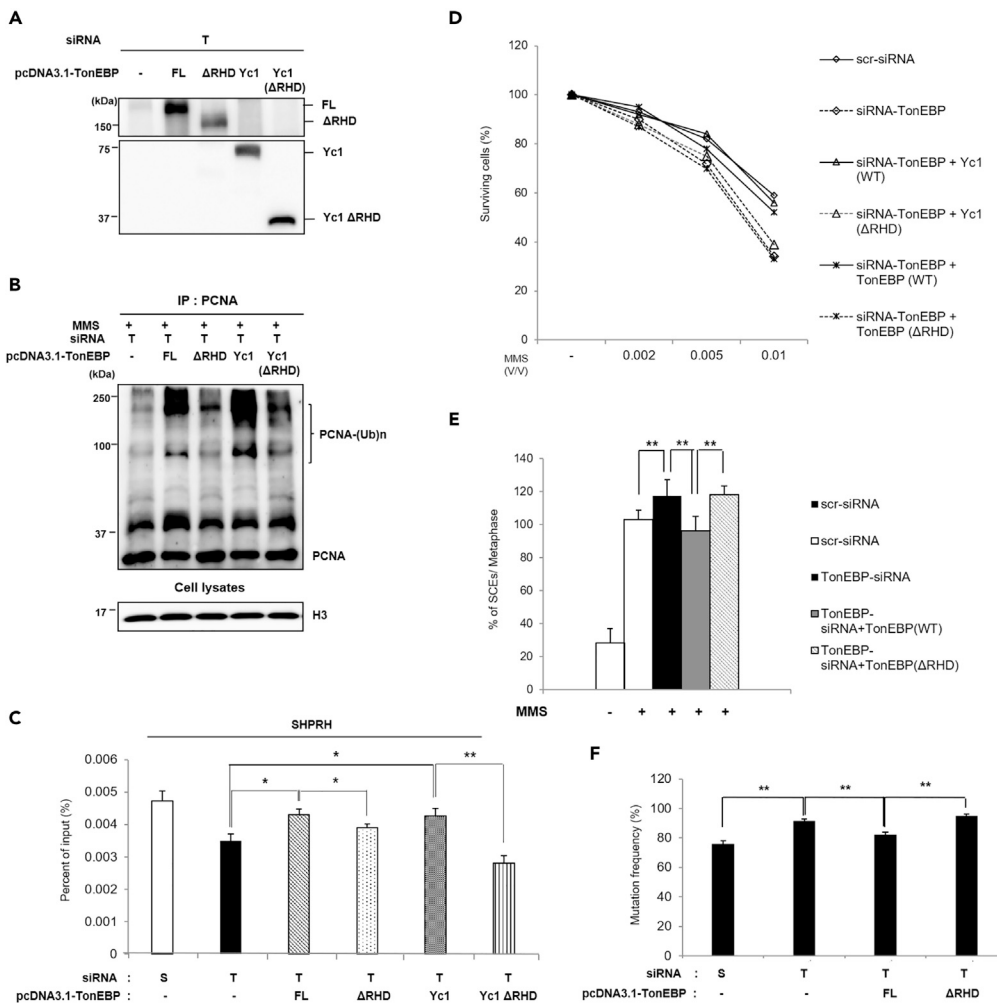 A
siRNA T
pcDNA3.1-TonEBP - FL ΔRHD Yc1 Yc1 (ΔRHD)
(kDa)
FL
150
ΔRHD
75
Yc1
37
Yc1 ΔRHD
B
IP : PCNA
MMS + + + + +
siRNA T T T T T
pcDNA3.1-TonEBP - FL ΔRHD Yc1 Yc1 (ΔRHD)
(kDa)
250
PCNA-(Ub)n
100
37
PCNA
Cell lysates
17
H3
C
SHPRH
Percent of input (%)
0.006
0.005
0.004
0.003
0.002
0.001
0
* * * **
siRNA : S T T T T T
pcDNA3.1-TonEBP : - - FL ΔRHD Yc1 Yc1 ΔRHD
D
Surviving cells (%)
120
100
80
60
40
20
0
MMS (V/V)
- 0.002 0.005 0.01
scr-siRNA
siRNA-TonEBP
siRNA-TonEBP + Yc1
(WT)
siRNA-TonEBP + Yc1
(ΔRHD)
siRNA-TonEBP +
TonEBP (WT)
siRNA-TonEBP +
TonEBP (ΔRHD)
E
% of SCEs/ Metaphase
140
120
100
80
60
40
20
0
** ** **
MMS - + + + +
scr-siRNA
scr-siRNA
TonEBP-siRNA
TonEBP-
siRNA+TonEBP(WT)
TonEBP-
siRNA+TonEBP(ΔRHD)
F
Mutation frequency (%)
120
100
80
60
40
20
0
** ** **
siRNA : S T T T
pcDNA3.1-TonEBP : - - FL ΔRHD